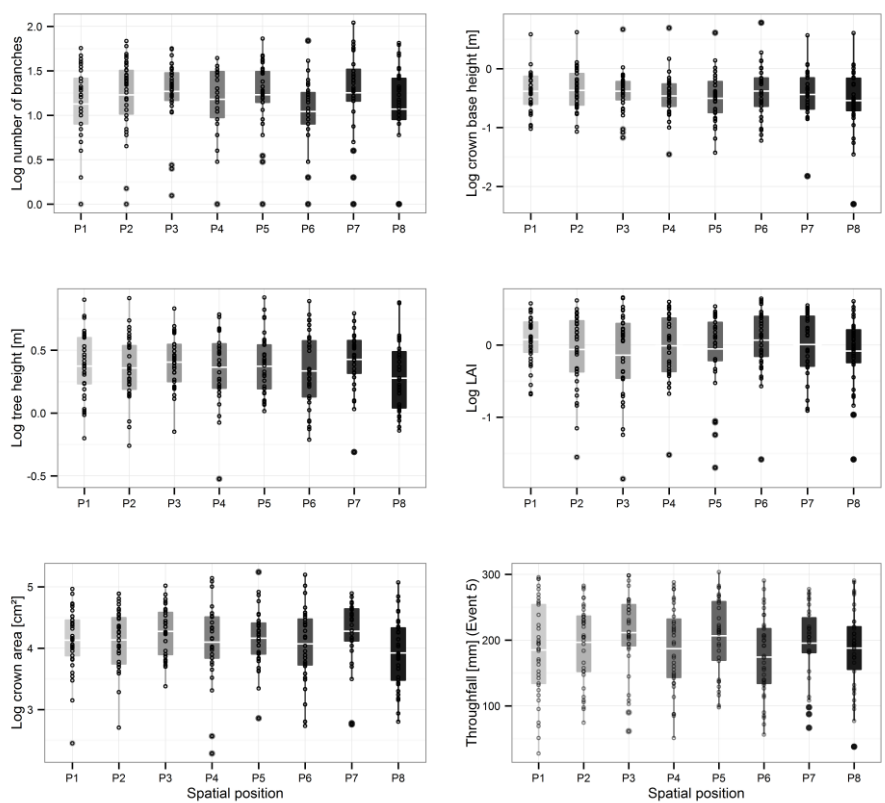 Log number of branches
2.0
1.5
1.0
0.5
0.0
P1 P2 P3 P4 P5 P6 P7 P8
Log crown base height [m]
-0
-1
-2
P1 P2 P3 P4 P5 P6 P7 P8
Log tree height [m]
0.5
0.0
-0.5
P1 P2 P3 P4 P5 P6 P7 P8
Log LAI
0
-1
P1 P2 P3 P4 P5 P6 P7 P8
Log crown area [cm²]
5
4
3
P1 P2 P3 P4 P5 P6 P7 P8
Spatial position
Throughfall [mm] (Event 5)
300
200
100
P1 P2 P3 P4 P5 P6 P7 P8
Spatial position